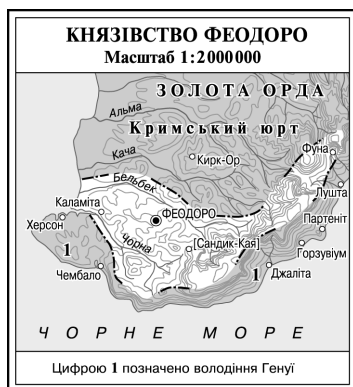 КНЯЗІВСТВО ФЕОДОРО
Масштаб 1:2000000
ЗОЛОТА ОРДА
Альма
Кримський юрт
Кача
Кирк-Ор
Фуна
Бельбек
Лушта
Каламіта
ФЕОДОРО
Партеніт
Херсон
Чорна
[Сандик-Кая]
Горзувіум
1
1
Чембало
Джаліта
ЧОРНЕ МОРЕ
Цифрою 1 позначено володіння Генуї